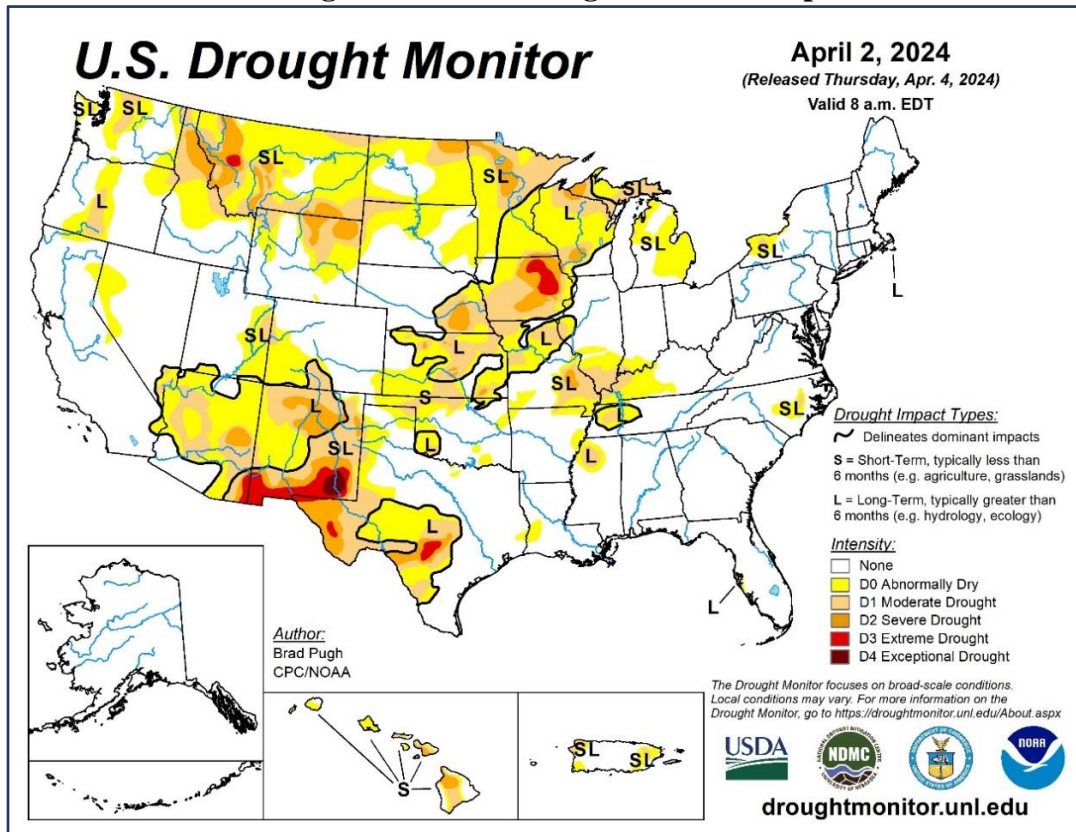 U.S. Drought Monitor
April 2, 2024
(Released Thursday, Apr. 4, 2024)
Valid 8 a.m. EDT
SL
SL
SL
SL
SL
L
L
SL
SL
L
SL
L
L
S
SL
L
SL
L
L
L
SL
L
L
L
Drought Impact Types:
Delineates dominant impacts
S = Short-Term, typically less than
6 months (e.g. agriculture, grasslands)
L = Long-Term, typically greater than
6 months (e.g. hydrology, ecology)
Intensity:
None
D0 Abnormally Dry
D1 Moderate Drought
D2 Severe Drought
D3 Extreme Drought
D4 Exceptional Drought
Author:
Brad Pugh
CPC/NOAA
S
SL
SL
The Drought Monitor focuses on broad-scale conditions.
Local conditions may vary. For more information on the
Drought Monitor, go to https://droughtmonitor.unl.edu/About.aspx
USDA
NDMC
NOAA
droughtmonitor.unl.edu